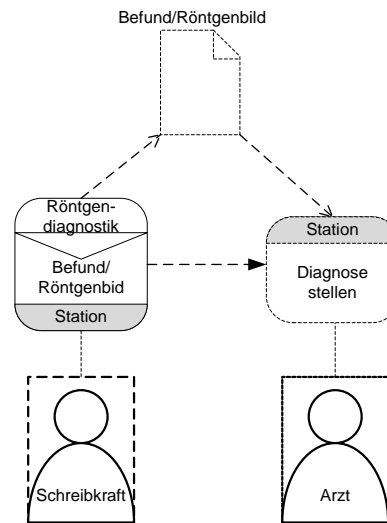 Befund/Röntgenbild
Röntgen-
diagnostik
Befund/
Röntgenbid
Station
Station
Diagnose
stellen
Schreibkraft
Arzt